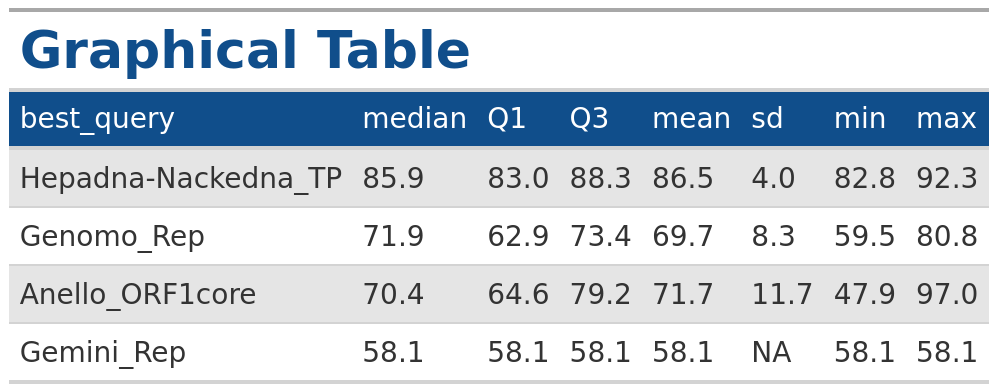 Graphical Table
best_query median Q1 Q3 mean sd min max
Hepadna-Nackedna_TP 85.9 83.0 88.3 86.5 4.0 82.8 92.3
Genomo_Rep 71.9 62.9 73.4 69.7 8.3 59.5 80.8
Anello_ORF1core 70.4 64.6 79.2 71.7 11.7 47.9 97.0
Gemini_Rep 58.1 58.1 58.1 58.1 NA 58.1 58.1